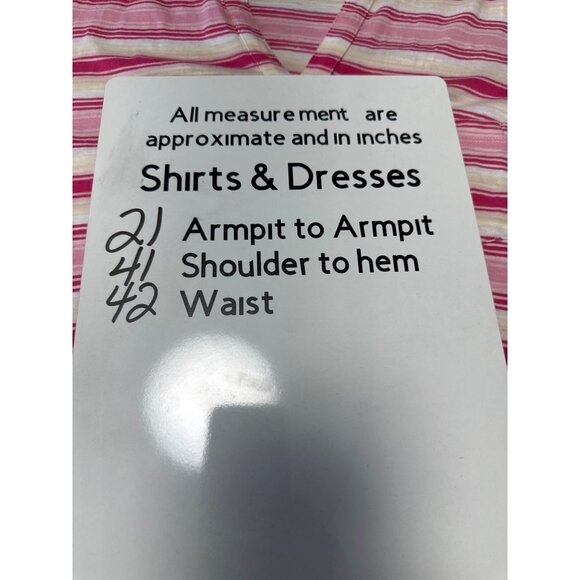 All measurement are
approximate and in inches
Shirts & Dresses
21 Armpit to Armpit
41 Shoulder to hem
42 Waist